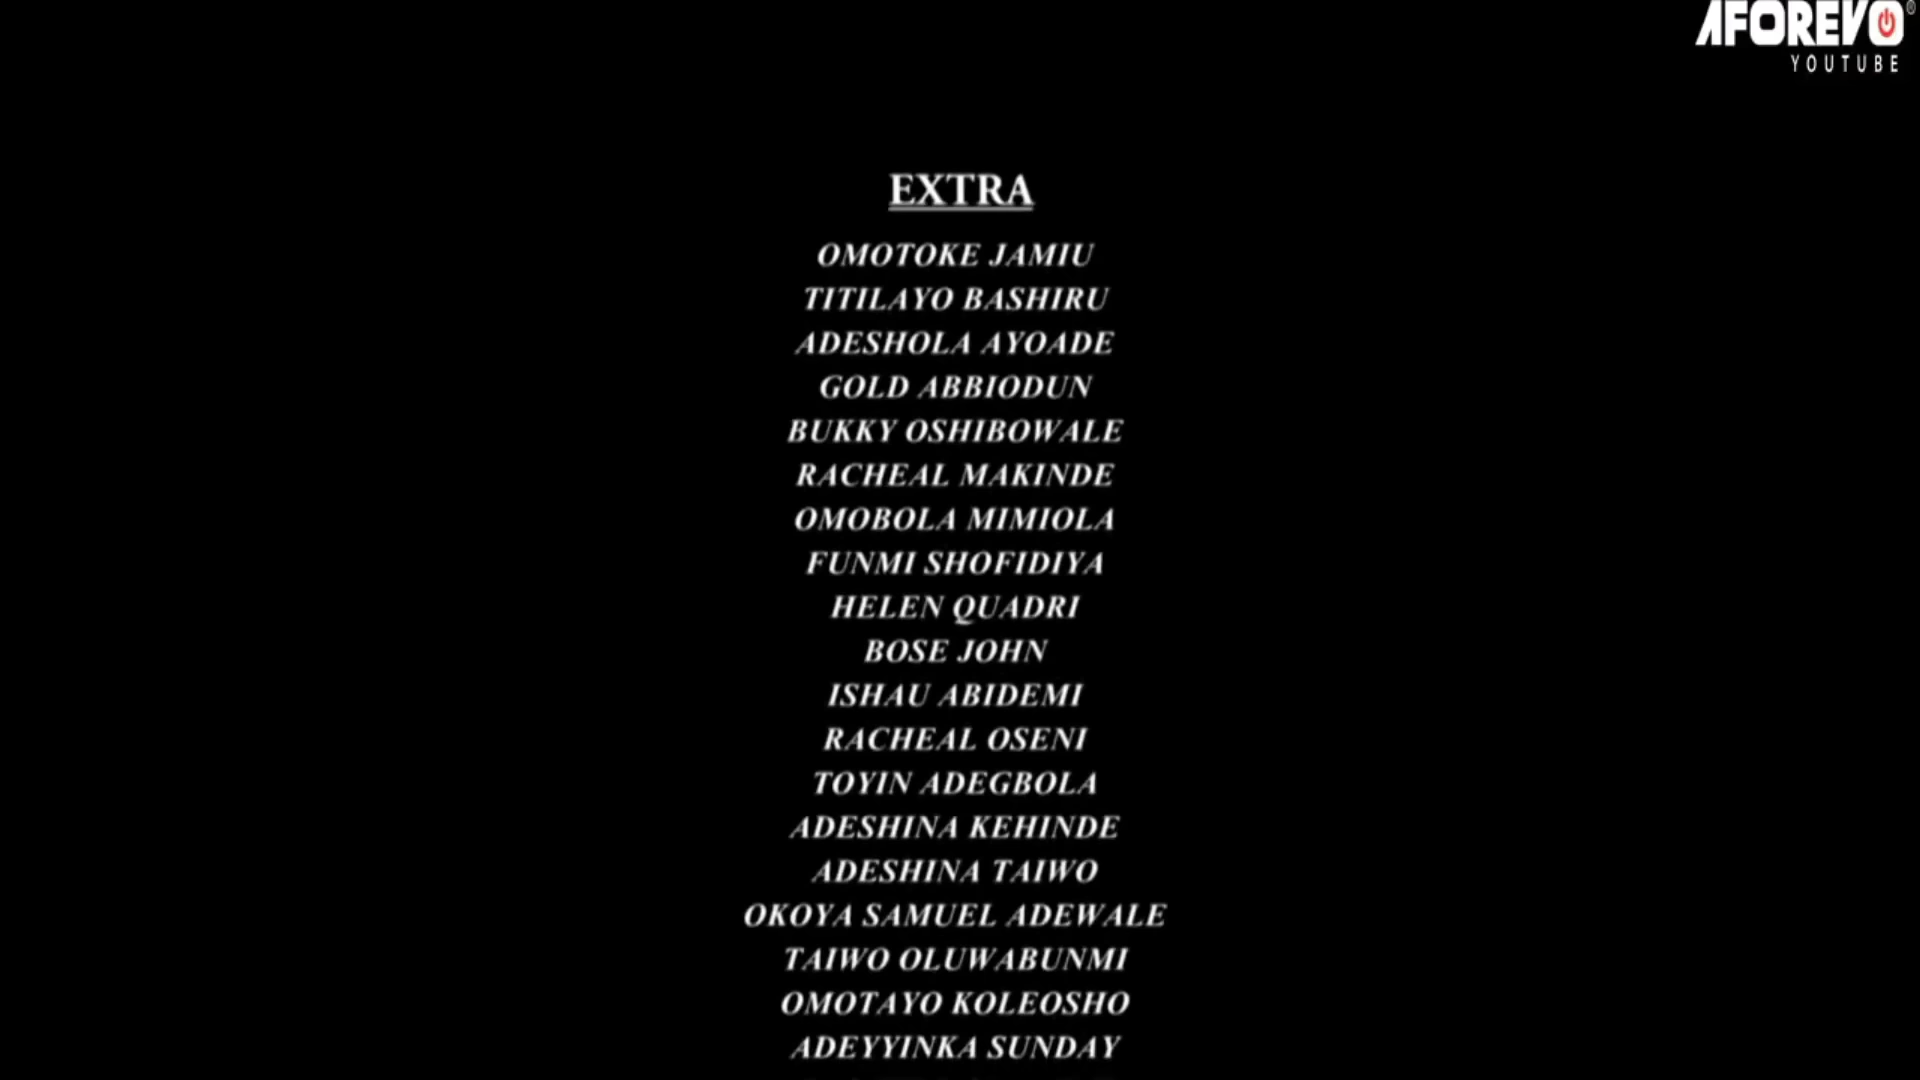 AFOREVO®
YOUTUBE
EXTRA
OMOTOKE JAMIU
TITILAYO BASHIRU
ADESHOLA AYOADE
GOLD ABBIODUN
BUKKY OSHIBOWALE
RACHEAL MAKINDE
OMOBOLA MIMIOLA
FUNMI SHOFIDIYA
HELEN QUADRI
BOSE JOHN
ISHAU ABIDEMI
RACHEAL OSENI
TOYIN ADEGBOLA
ADESHINA KEHINDE
ADESHINA TAIWO
OKOYA SAMUEL ADEWALE
TAIWO OLUWABUNMI
OMOTAYO KOLEOSHO
ADEYYINKA SUNDAY